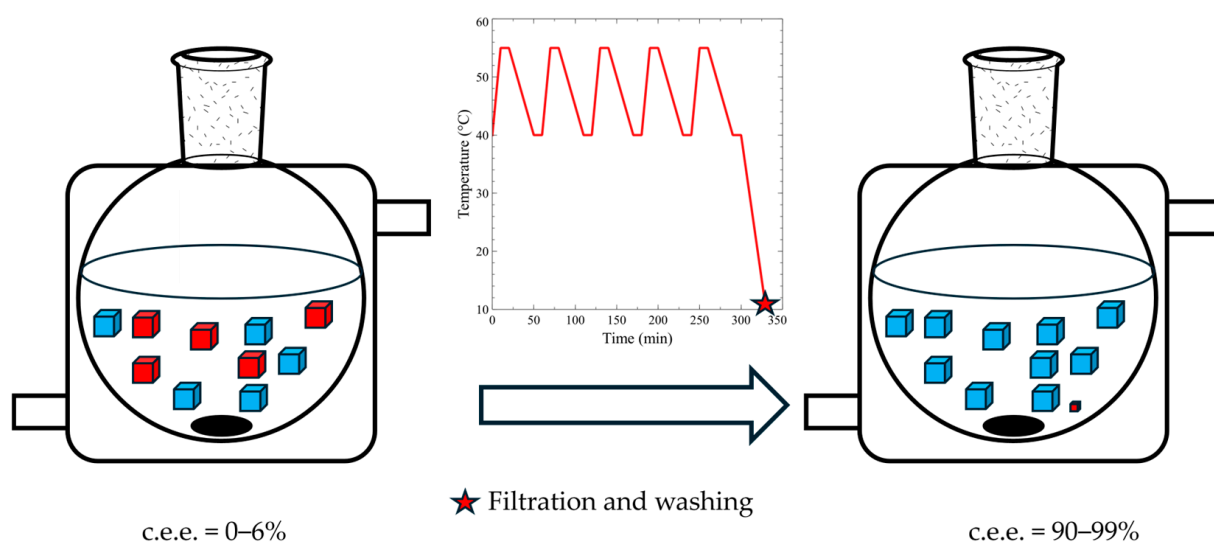 60
50
40
30
20
10
Temperature (°C)
0
50
100
150
200
250
300
350
Time (min)
Filtration and washing
c.e.e. = 0–6%
c.e.e. = 90–99%